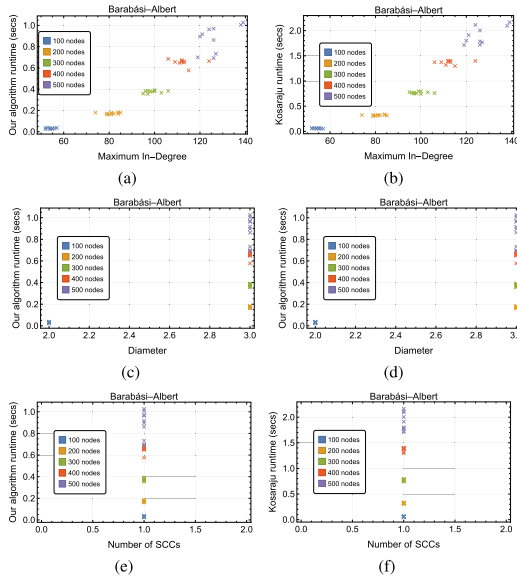 Barabási–Albert
Our algorithm runtime (secs)
1.0
0.8
0.6
0.4
0.2
0.0
100 nodes
200 nodes
300 nodes
400 nodes
500 nodes
60 80 100 120 140
Maximum In–Degree
(a)
Barabási–Albert
Kosaraju runtime (secs)
2.0
1.5
1.0
0.5
0.0
100 nodes
200 nodes
300 nodes
400 nodes
500 nodes
60 80 100 120 140
Maximum In–Degree
(b)
Barabási–Albert
Our algorithm runtime (secs)
1.0
0.8
0.6
0.4
0.2
0.0
100 nodes
200 nodes
300 nodes
400 nodes
500 nodes
2.0 2.2 2.4 2.6 2.8 3.0
Diameter
(c)
Barabási–Albert
Our algorithm runtime (secs)
1.0
0.8
0.6
0.4
0.2
0.0
100 nodes
200 nodes
300 nodes
400 nodes
500 nodes
2.0 2.2 2.4 2.6 2.8 3.
Diameter
(d)
Barabási–Albert
Our algorithm runtime (secs)
1.0
0.8
0.6
0.4
0.2
0.0
100 nodes
200 nodes
300 nodes
400 nodes
500 nodes
0.0 0.5 1.0 1.5 2.0
Number of SCCs
(e)
Barabási–Albert
Kosaraju runtime (secs)
2.0
1.5
1.0
0.5
0.0
100 nodes
200 nodes
300 nodes
400 nodes
500 nodes
0.0 0.5 1.0 1.5 2.0
Number of SCCs
(f)